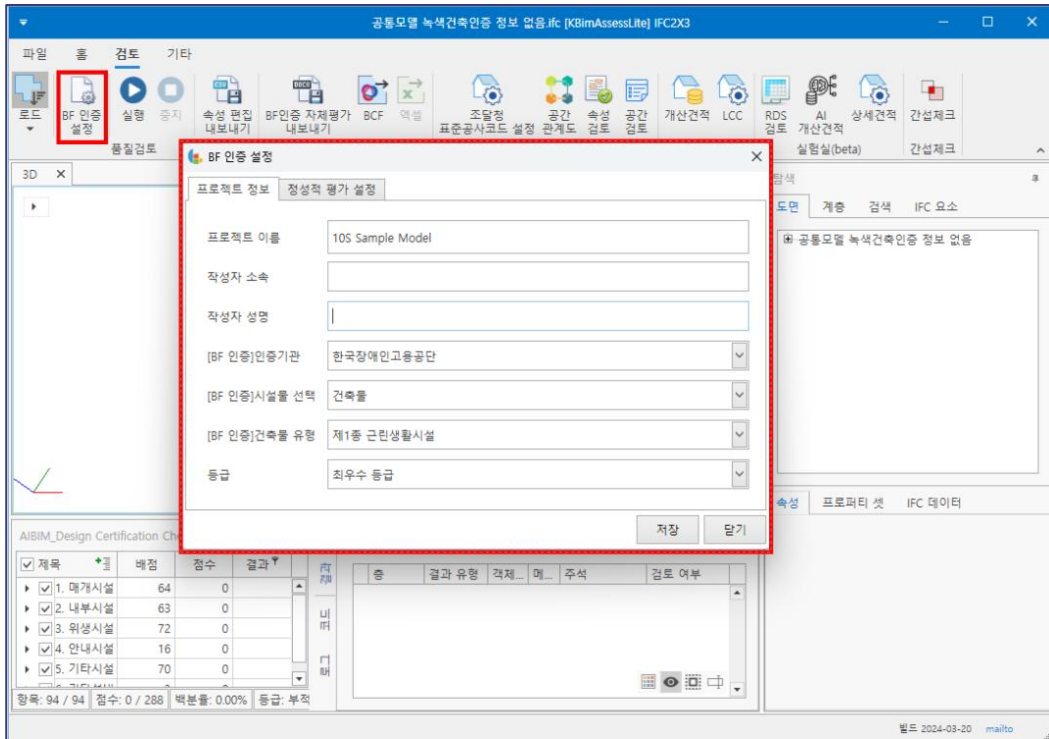 공통모델 녹색건축인증 정보 없음.ifc [KBimAssessLite] IFC2X3
파일 홈 검토 기타
로드
BF 인증 설정
실행
중지
속성 편집 내보내기
BF인증 자체평가 내보내기
BCF
엑셀
조달청 표준공사코드 설정
공간 관계도
속성 검토
공간 검토
개산견적
LCC
RDS 검토
AI 개산견적
상세견적
간섭체크
품질검토
실험실(beta)
간섭체크
3D
BF 인증 설정
프로젝트 정보 정성적 평가 설정
프로젝트 이름 10S Sample Model
작성자 소속
작성자 성명
[BF 인증]인증기관 한국장애인고용공단
[BF 인증]시설물 선택 건축물
[BF 인증]건축물 유형 제1종 근린생활시설
등급 최우수 등급
저장 닫기
탐색
도면 계층 검색 IFC 요소
공통모델 녹색건축인증 정보 없음
속성 프로퍼티 셋 IFC 데이터
AIBIM_Design Certification Ch
제목 배점 점수 결과
1. 매개시설 64 0
2. 내부시설 63 0
3. 위생시설 72 0
4. 안내시설 16 0
5. 기타시설 70 0
항목: 94 / 94 점수: 0 / 288 백분율: 0.00% 등급: 부적
층 결과 유형 객체... 메... 주석 검토 여부
빌드 2024-03-20 mailto